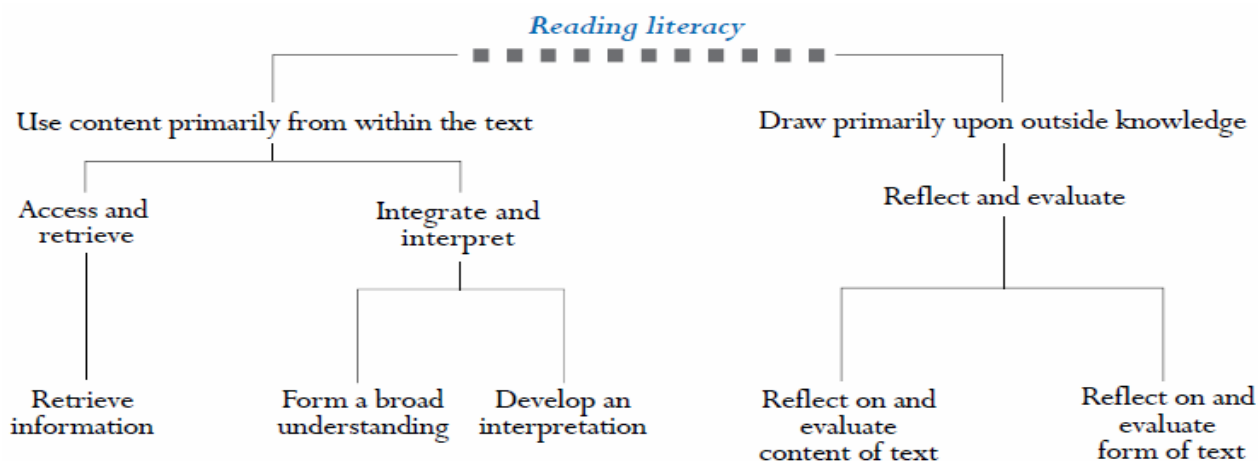 Reading literacy
Use content primarily from within the text
Draw primarily upon outside knowledge
Access and
retrieve
Integrate and
interpret
Reflect and evaluate
Retrieve
information
Form a broad
understanding
Develop an
interpretation
Reflect on and
evaluate
content of text
Reflect on and
evaluate
form of text